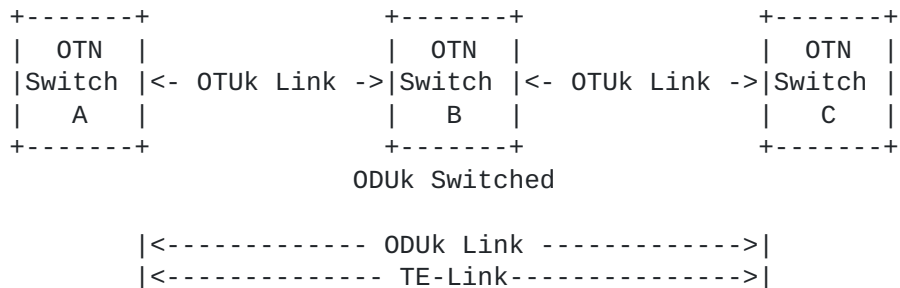 +-------+                  +-------+                  +-------+
|  OTN  |                  |  OTN  |                  |  OTN  |
|Switch |<- OTUk Link ->|Switch |<- OTUk Link ->|Switch |
|   A   |                  |   B   |                  |   C   |
+-------+                  +-------+                  +-------+
ODUk Switched
|<------------- ODUk Link ------------->|
|<-------------- TE-Link--------------->|